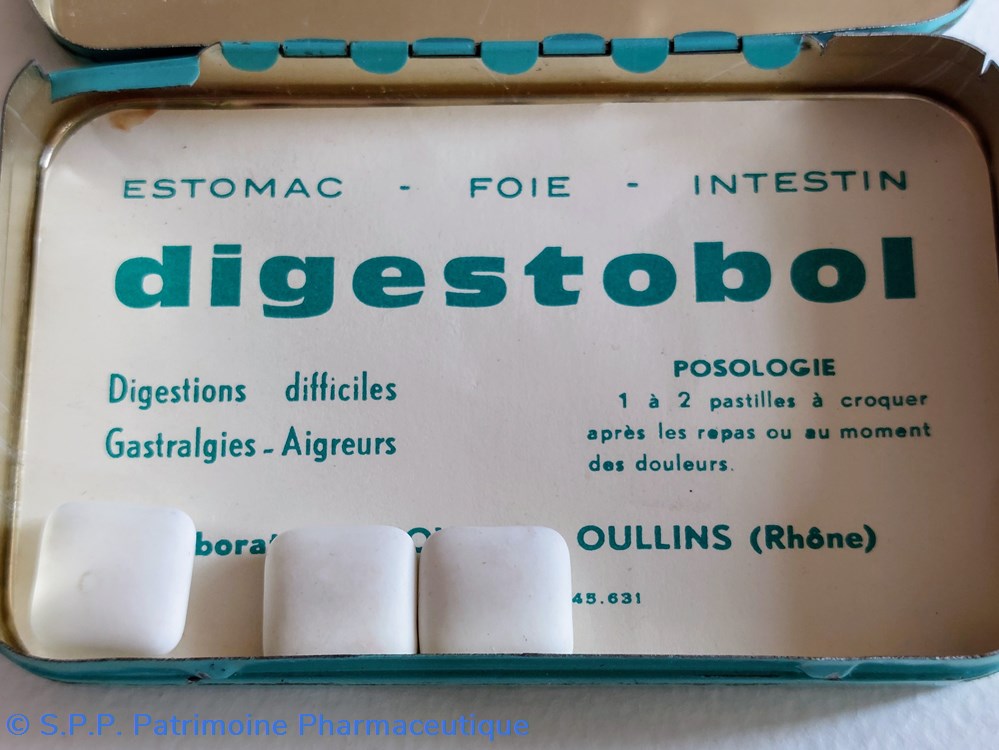 ESTOMAC - FOIE - INTESTIN
digestobol
Digestions difficiles
Gastralgies - Aigreurs
POSOLOGIE
1 à 2 pastilles à croquer
après les repas ou au moment
des douleurs.
OULLINS (Rhône)
45.631
© S.P.P. Patrimoine Pharmaceutique